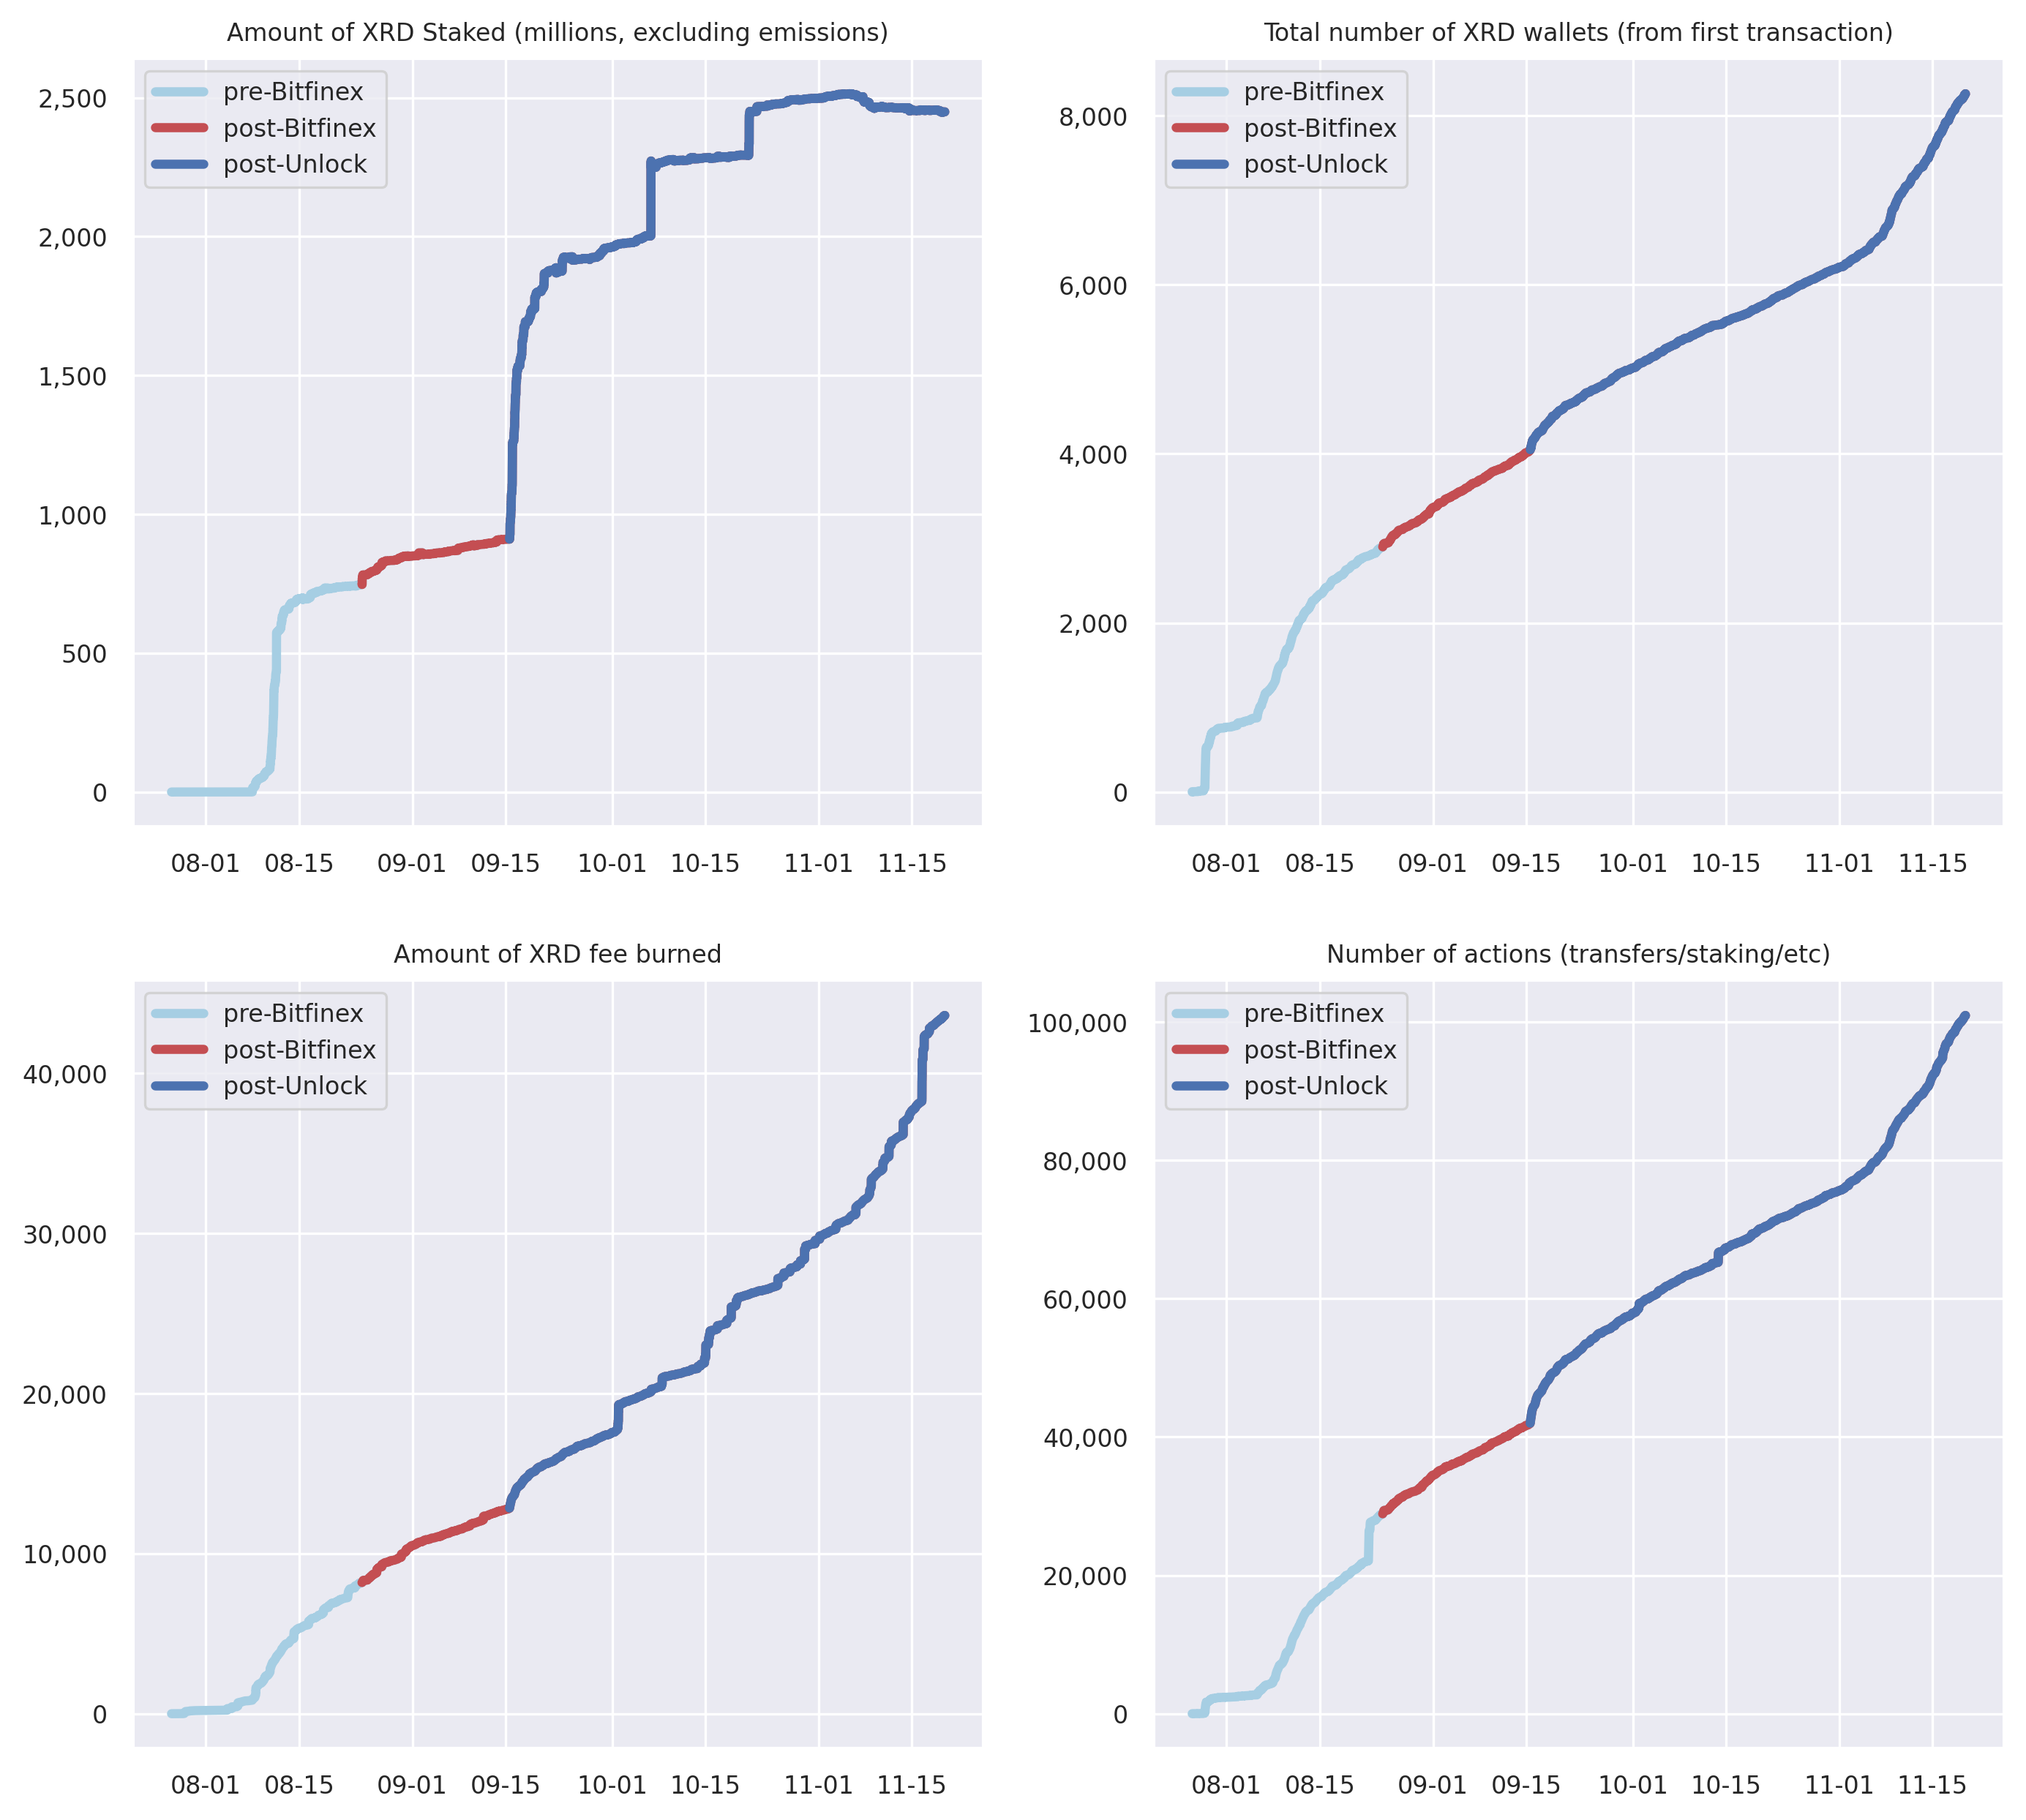 Amount of XRD Staked (millions, excluding emissions)
pre-Bitfinex
post-Bitfinex
post-Unlock
2,500
2,000
1,500
1,000
500
0
08-01 08-15 09-01 09-15 10-01 10-15 11-01 11-15
Total number of XRD wallets (from first transaction)
pre-Bitfinex
post-Bitfinex
post-Unlock
8,000
6,000
4,000
2,000
0
08-01 08-15 09-01 09-15 10-01 10-15 11-01 11-15
Amount of XRD fee burned
pre-Bitfinex
post-Bitfinex
post-Unlock
40,000
30,000
20,000
10,000
0
08-01 08-15 09-01 09-15 10-01 10-15 11-01 11-15
Number of actions (transfers/staking/etc)
pre-Bitfinex
post-Bitfinex
post-Unlock
100,000
80,000
60,000
40,000
20,000
0
08-01 08-15 09-01 09-15 10-01 10-15 11-01 11-15